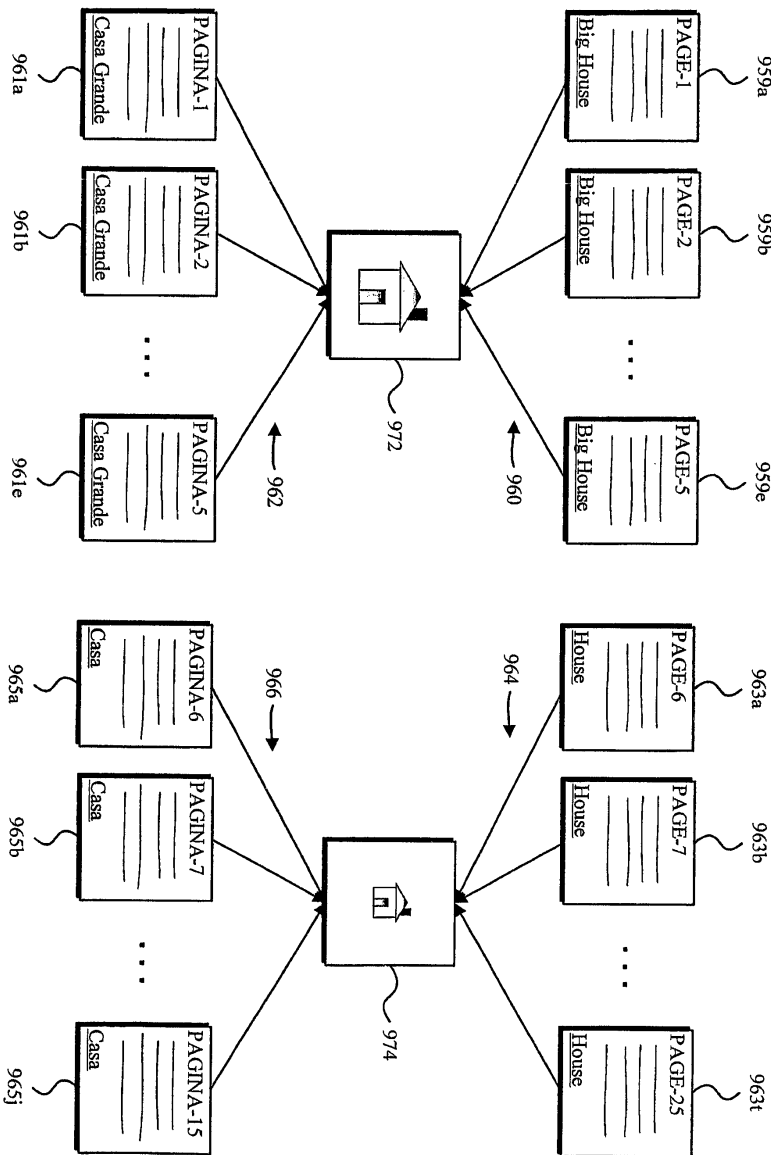 959a
959b
959e
963a
963b
963t
PAGE-1
Big House
PAGE-2
Big House
. . .
PAGE-5
Big House
PAGE-6
House
PAGE-7
House
. . .
PAGE-25
House
960
964
972
974
962
966
PAGINA-1
Casa Grande
PAGINA-2
Casa Grande
. . .
PAGINA-5
Casa Grande
PAGINA-6
Casa
PAGINA-7
Casa
. . .
PAGINA-15
Casa
961a
961b
961e
965a
965b
965j